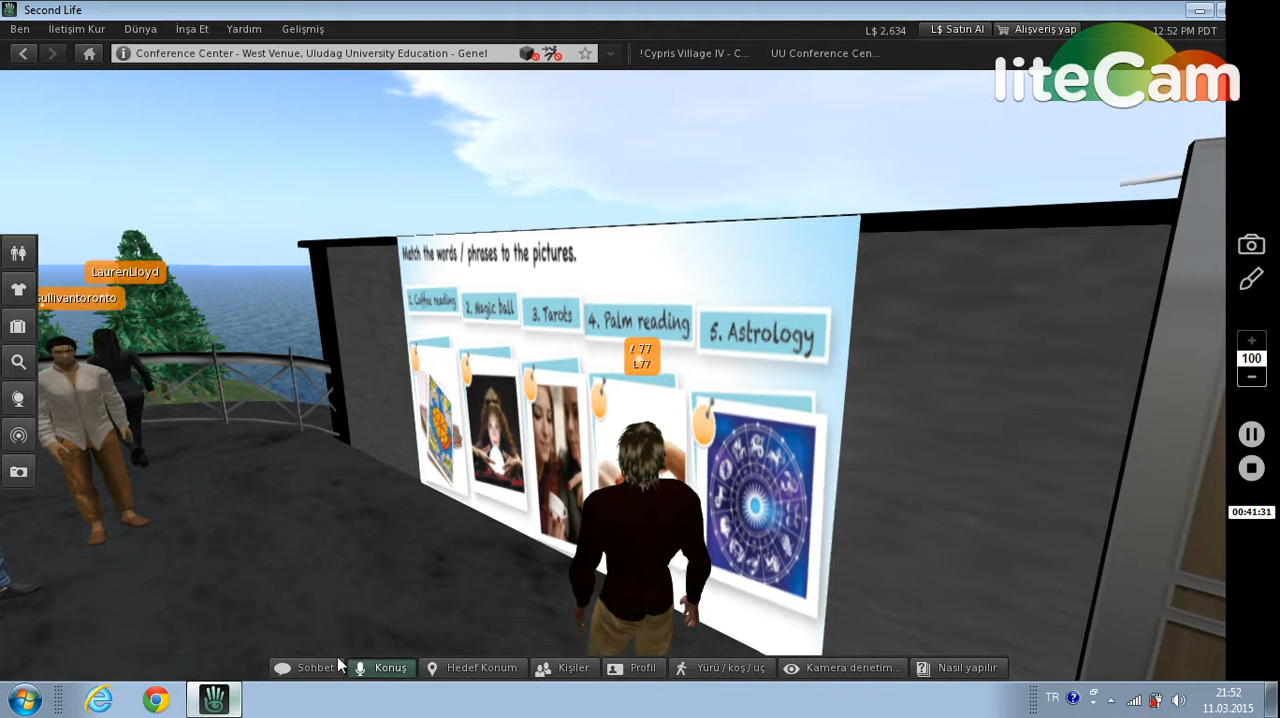 Second Life
Ben İletişim Kur Dünya İnşa Et Yardım Gelişmiş
L$ 2,634 L$ Satın Al Alışveriş yap 12:52 PM PDT
Conference Center - West Venue, Uludag University Education - Genel
!Cypris Village IV - C... UU Conference Cen...
liteCam
Match the words / phrases to the pictures.
LaurenLloyd
sullivantoronto
1. Coffee reading
2. Magic ball
3. Tarots
4. Palm reading
5. Astrology
77
L77
100
00:41:31
Sohbet Konuş Hedef Konum Kişiler Profil Yürü / koş / uç Kamera denetim... Nasıl yapılır
TR
21:52
11.03.2015